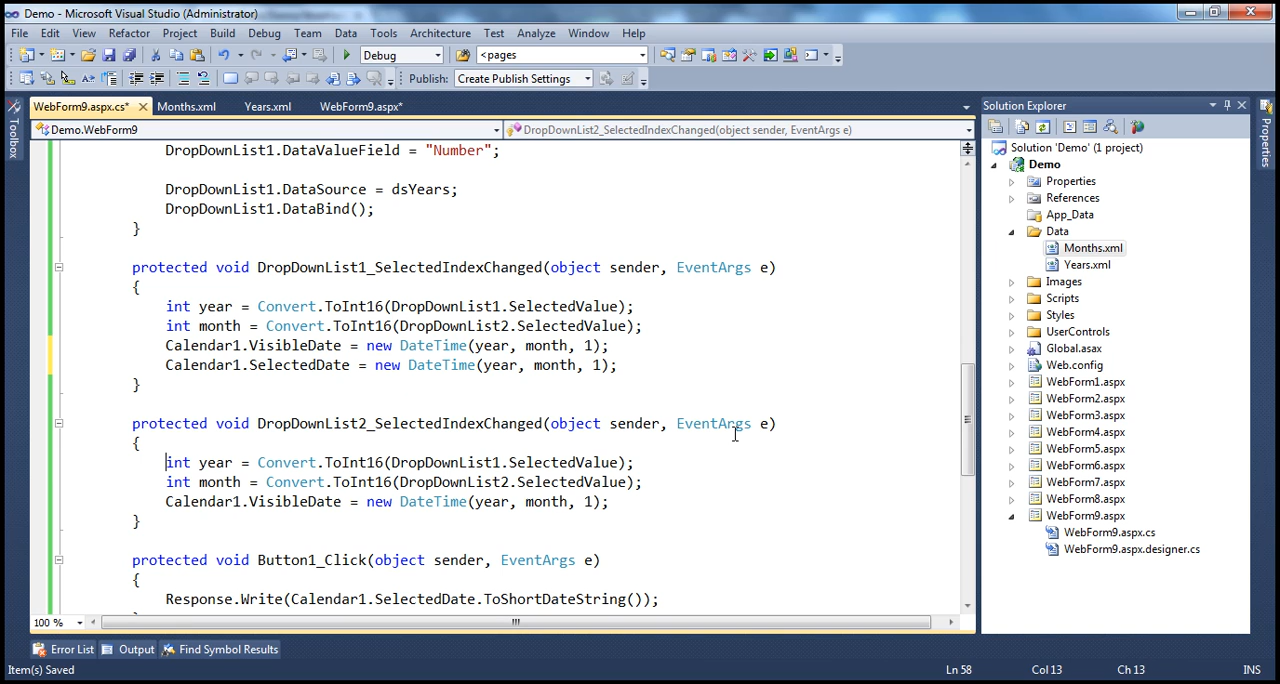 Demo - Microsoft Visual Studio (Administrator)
File Edit View Refactor Project Build Debug Team Data Tools Architecture Test Analyze Window Help
Debug <pages
Publish: Create Publish Settings
WebForm9.aspx.cs* Months.xml Years.xml WebForm9.aspx*
Demo.WebForm9 DropDownList2_SelectedIndexChanged(object sender, EventArgs e)
DropDownList1.DataValueField = "Number";
DropDownList1.DataSource = dsYears;
DropDownList1.DataBind();
}
protected void DropDownList1_SelectedIndexChanged(object sender, EventArgs e)
{
int year = Convert.ToInt16(DropDownList1.SelectedValue);
int month = Convert.ToInt16(DropDownList2.SelectedValue);
Calendar1.VisibleDate = new DateTime(year, month, 1);
Calendar1.SelectedDate = new DateTime(year, month, 1);
}
protected void DropDownList2_SelectedIndexChanged(object sender, EventArgs e)
{
int year = Convert.ToInt16(DropDownList1.SelectedValue);
int month = Convert.ToInt16(DropDownList2.SelectedValue);
Calendar1.VisibleDate = new DateTime(year, month, 1);
}
protected void Button1_Click(object sender, EventArgs e)
{
Response.Write(Calendar1.SelectedDate.ToShortDateString());
100 %
Toolbox
Solution Explorer
Solution 'Demo' (1 project)
Demo
Properties
References
App_Data
Data
Months.xml
Years.xml
Images
Scripts
Styles
UserControls
Global.asax
Web.config
WebForm1.aspx
WebForm2.aspx
WebForm3.aspx
WebForm4.aspx
WebForm5.aspx
WebForm6.aspx
WebForm7.aspx
WebForm8.aspx
WebForm9.aspx
WebForm9.aspx.cs
WebForm9.aspx.designer.cs
Properties
Error List Output Find Symbol Results
Item(s) Saved Ln 58 Col 13 Ch 13 INS